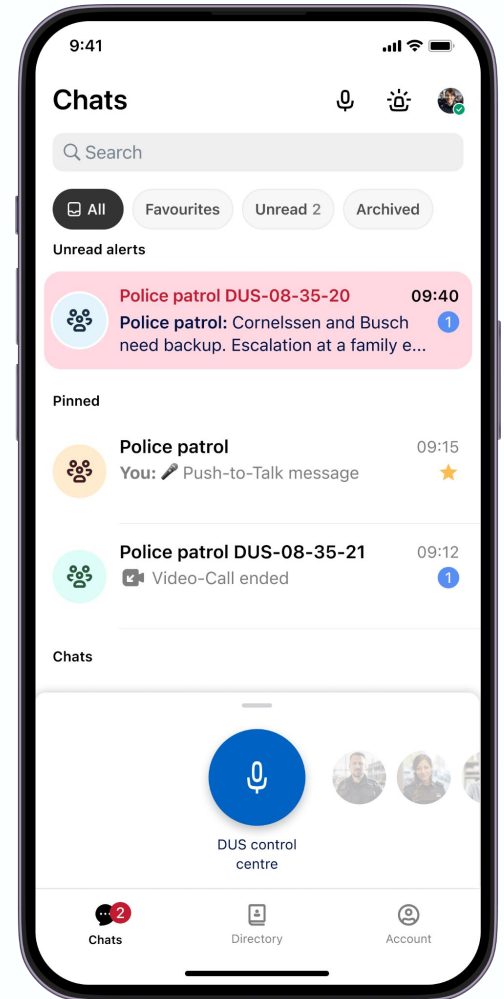 9:41
Chats
Search
All
Favourites
Unread 2
Archived
Unread alerts
Police patrol DUS-08-35-20
09:40
Police patrol: Cornelssen and Busch
1
need backup. Escalation at a family e...
Pinned
Police patrol
09:15
You: 🎤 Push-to-Talk message
Police patrol DUS-08-35-21
09:12
Video-Call ended
1
Chats
DUS control
centre
2
Chats
Directory
Account